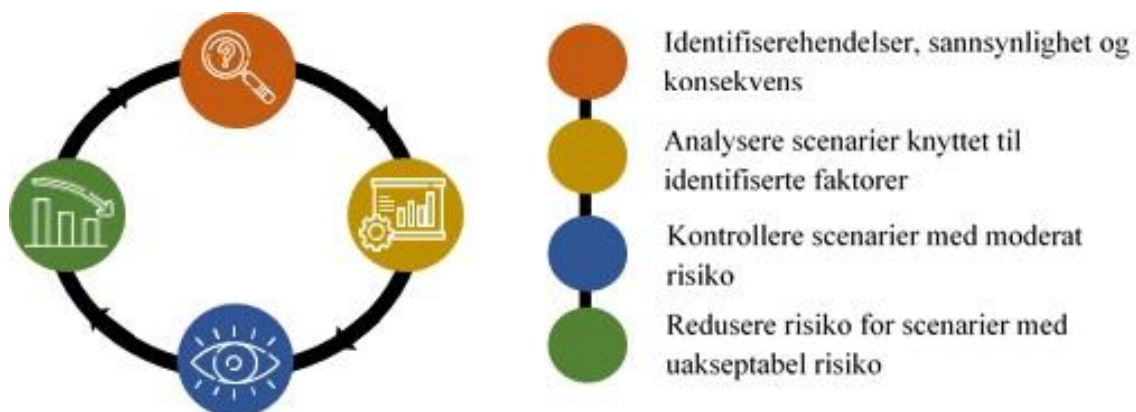 Identifiserehendelser, sannsynlighet og
konsekvens
Analysere scenarier knyttet til
identifiserte faktorer
Kontrollere scenarier med moderat
risiko
Redusere risiko for scenarier med
uakseptabel risiko